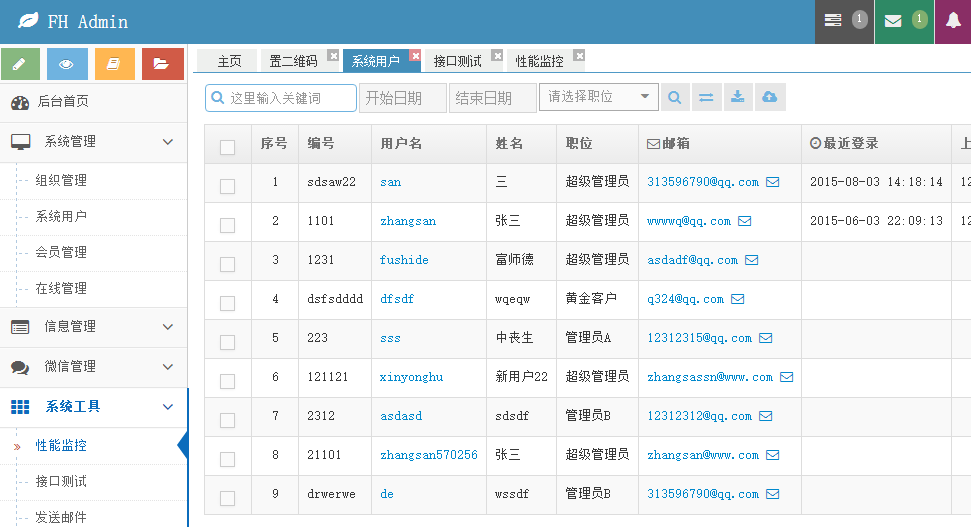 FH Admin
1
1
主页
置二维码
系统用户
接口测试
性能监控
后台首页
系统管理
组织管理
系统用户
会员管理
在线管理
信息管理
微信管理
系统工具
性能监控
接口测试
发送邮件
这里输入关键词 开始日期 结束日期 请选择职位
序号 编号 用户名 姓名 职位 邮箱 最近登录 上
1 sdsaw22 san 三 超级管理员 313596790@qq.com 2015-08-03 14:18:14 12
2 1101 zhangsan 张三 超级管理员 wwwwq@qq.com 2015-06-03 22:09:13 12
3 1231 fushide 富师德 超级管理员 asdadf@qq.com
4 dsfsdddd dfsdf wqeqw 黄金客户 q324@qq.com
5 223 sss 中丧生 管理员A 12312315@qq.com
6 121121 xinyonghu 新用户22 超级管理员 zhangsassn@www.com
7 2312 asdasd sdsdf 管理员B 12312312@qq.com
8 21101 zhangsan570256 张三 超级管理员 zhangsan@www.com
9 drwerwe de wssdf 管理员B 313596790@qq.com